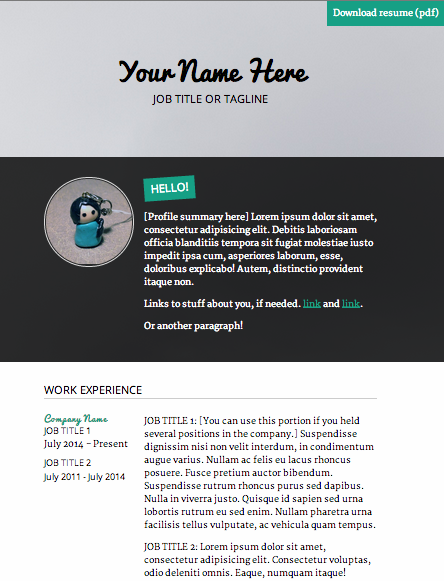 Download resume (pdf)
Your Name Here
JOB TITLE OR TAGLINE
HELLO!
[Profile summary here] Lorem ipsum dolor sit amet,
consectetur adipisicing elit. Debitis laboriosam
officia blanditiis tempora sit fugiat molestiae iusto
impedit ipsa cum, asperiores laborum, esse,
doloribus explicabo! Autem, distinctio provident
itaque non.
Links to stuff about you, if needed. link and link.
Or another paragraph!
WORK EXPERIENCE
Company Name
JOB TITLE 1
July 2014 – Present
JOB TITLE 2
July 2011 - July 2014
JOB TITLE 1: [You can use this portion if you held
several positions in the company.] Suspendisse
dignissim nisi non velit interdum, in condimentum
augue varius. Nullam ac felis eu lacus rhoncus
posuere. Fusce pretium auctor bibendum.
Suspendisse rutrum rhoncus purus sed dapibus.
Nulla in viverra justo. Quisque id sapien sed urna
lobortis rutrum eu sed enim. Nullam pharetra urna
facilisis tellus vulputate, ac vehicula quam tempus.
JOB TITLE 2: Lorem ipsum dolor sit amet,
consectetur adipisicing elit. Consectetur voluptas,
odio deleniti omnis. Eaque, numquam itaque!